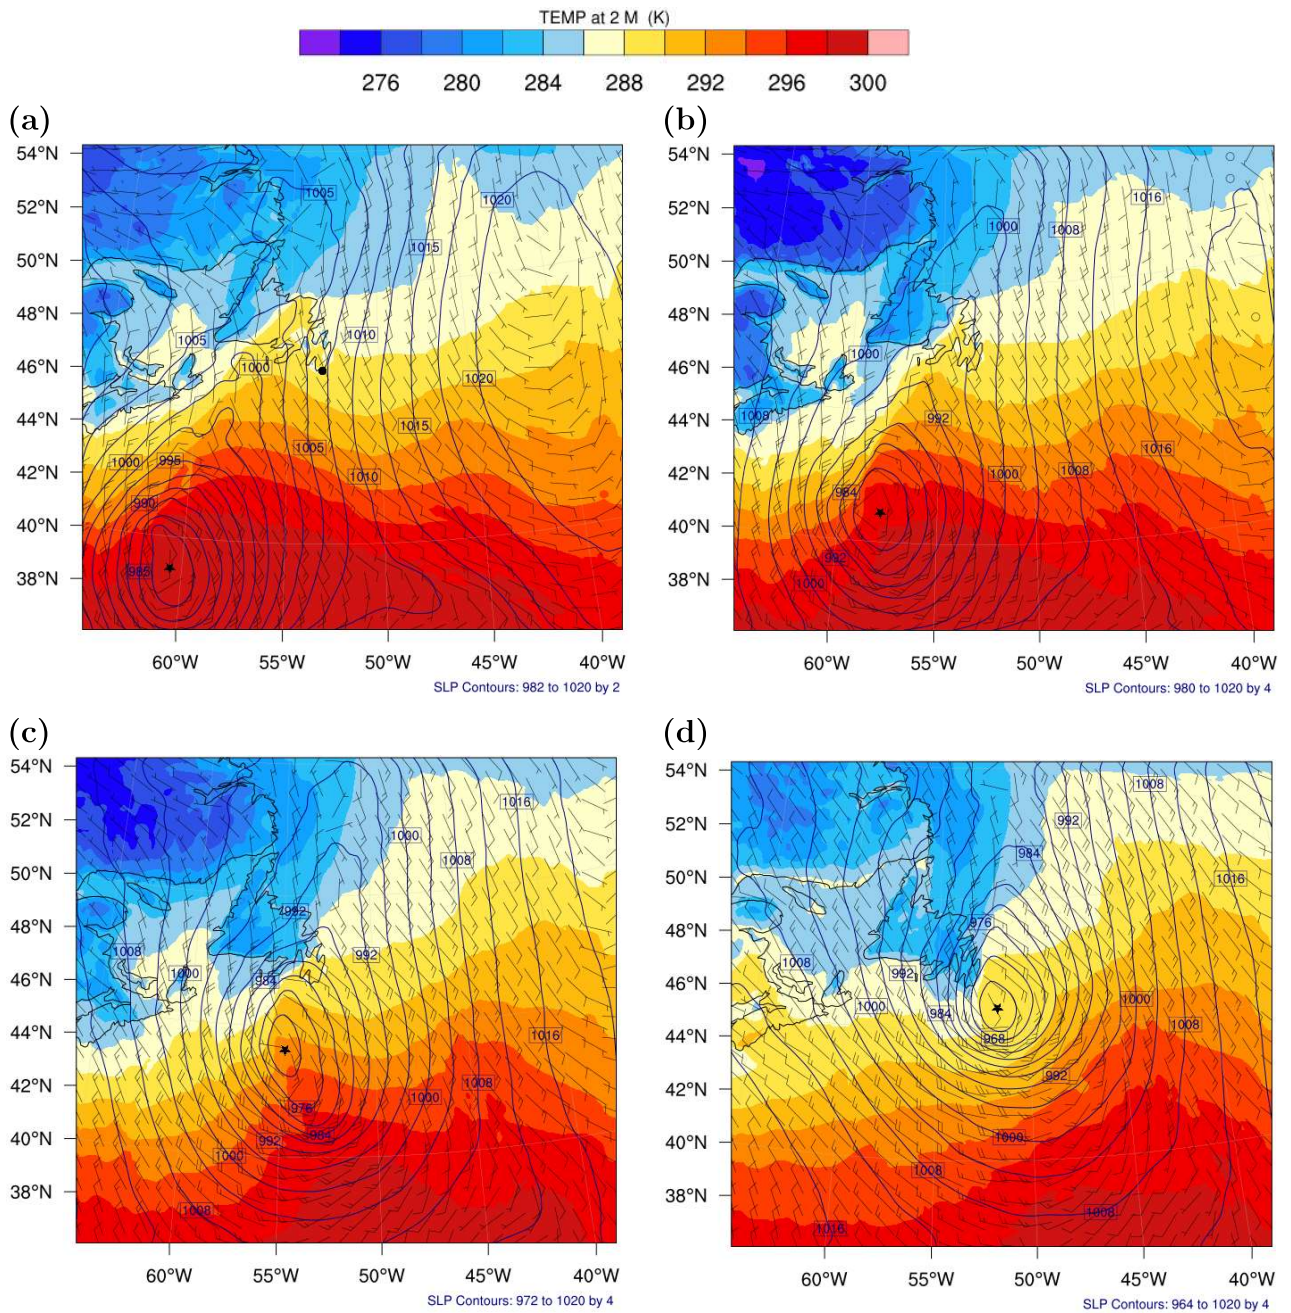 TEMP at 2 M (K)
276 280 284 288 292 296 300
(a)
54°N
52°N
50°N
48°N
46°N
44°N
42°N
40°N
38°N
1005
1020
1015
1005
1010
1000
1020
1015
1005
1000
995
1010
990
985
60°W 55°W 50°W 45°W 40°W
SLP Contours: 982 to 1020 by 2
(b)
54°N
52°N
50°N
48°N
46°N
44°N
42°N
40°N
38°N
1016
1000
1008
1000
1008
992
1016
1000
1008
984
992
1000
60°W 55°W 50°W 45°W 40°W
SLP Contours: 980 to 1020 by 4
(c)
54°N
52°N
50°N
48°N
46°N
44°N
42°N
40°N
38°N
1016
1000
1008
992
1008
992
1000
984
1016
1008
1000
976
984
992
1000
1008
60°W 55°W 50°W 45°W 40°W
SLP Contours: 972 to 1020 by 4
(d)
54°N
52°N
50°N
48°N
46°N
44°N
42°N
40°N
38°N
1008
992
984
1016
976
1008
992
1000
1000
984
1008
968
992
1000
1008
1008
1016
60°W 55°W 50°W 45°W 40°W
SLP Contours: 964 to 1020 by 4